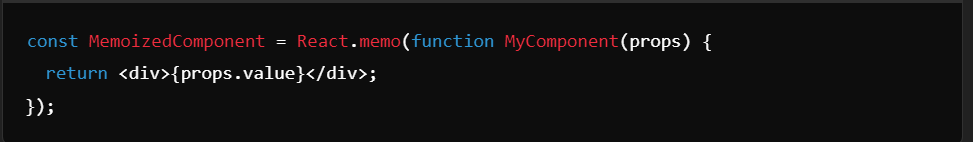 const MemoizedComponent = React.memo(function MyComponent(props) {
  return <div>{props.value}</div>;
});